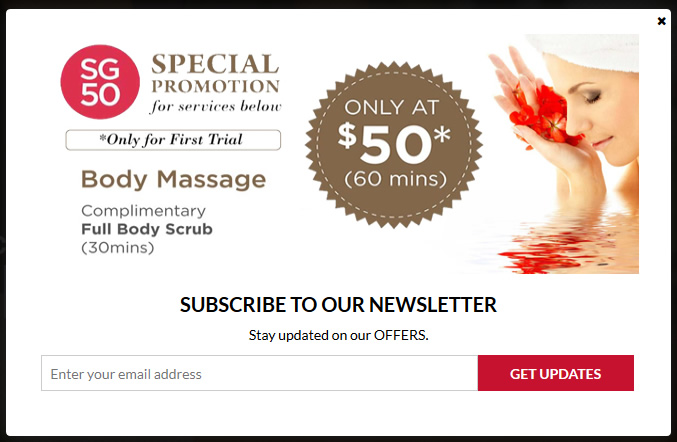 SG
50
SPECIAL
PROMOTION
for services below
*Only for First Trial
Body Massage
Complimentary
Full Body Scrub
(30mins)
ONLY AT
$50*
(60 mins)
SUBSCRIBE TO OUR NEWSLETTER
Stay updated on our OFFERS.
Enter your email address
GET UPDATES